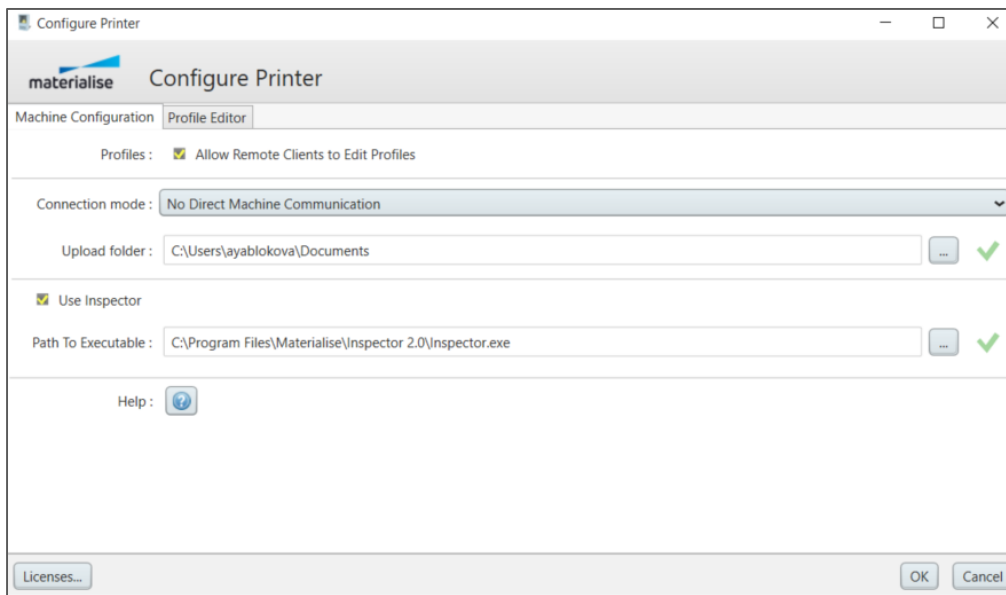 Configure Printer
materialise
Configure Printer
Machine Configuration Profile Editor
Profiles : Allow Remote Clients to Edit Profiles
Connection mode : No Direct Machine Communication
Upload folder : C:\Users\ayablokova\Documents ...
Use Inspector
Path To Executable : C:\Program Files\Materialise\Inspector 2.0\Inspector.exe ...
Help : ?
Licenses... OK Cancel